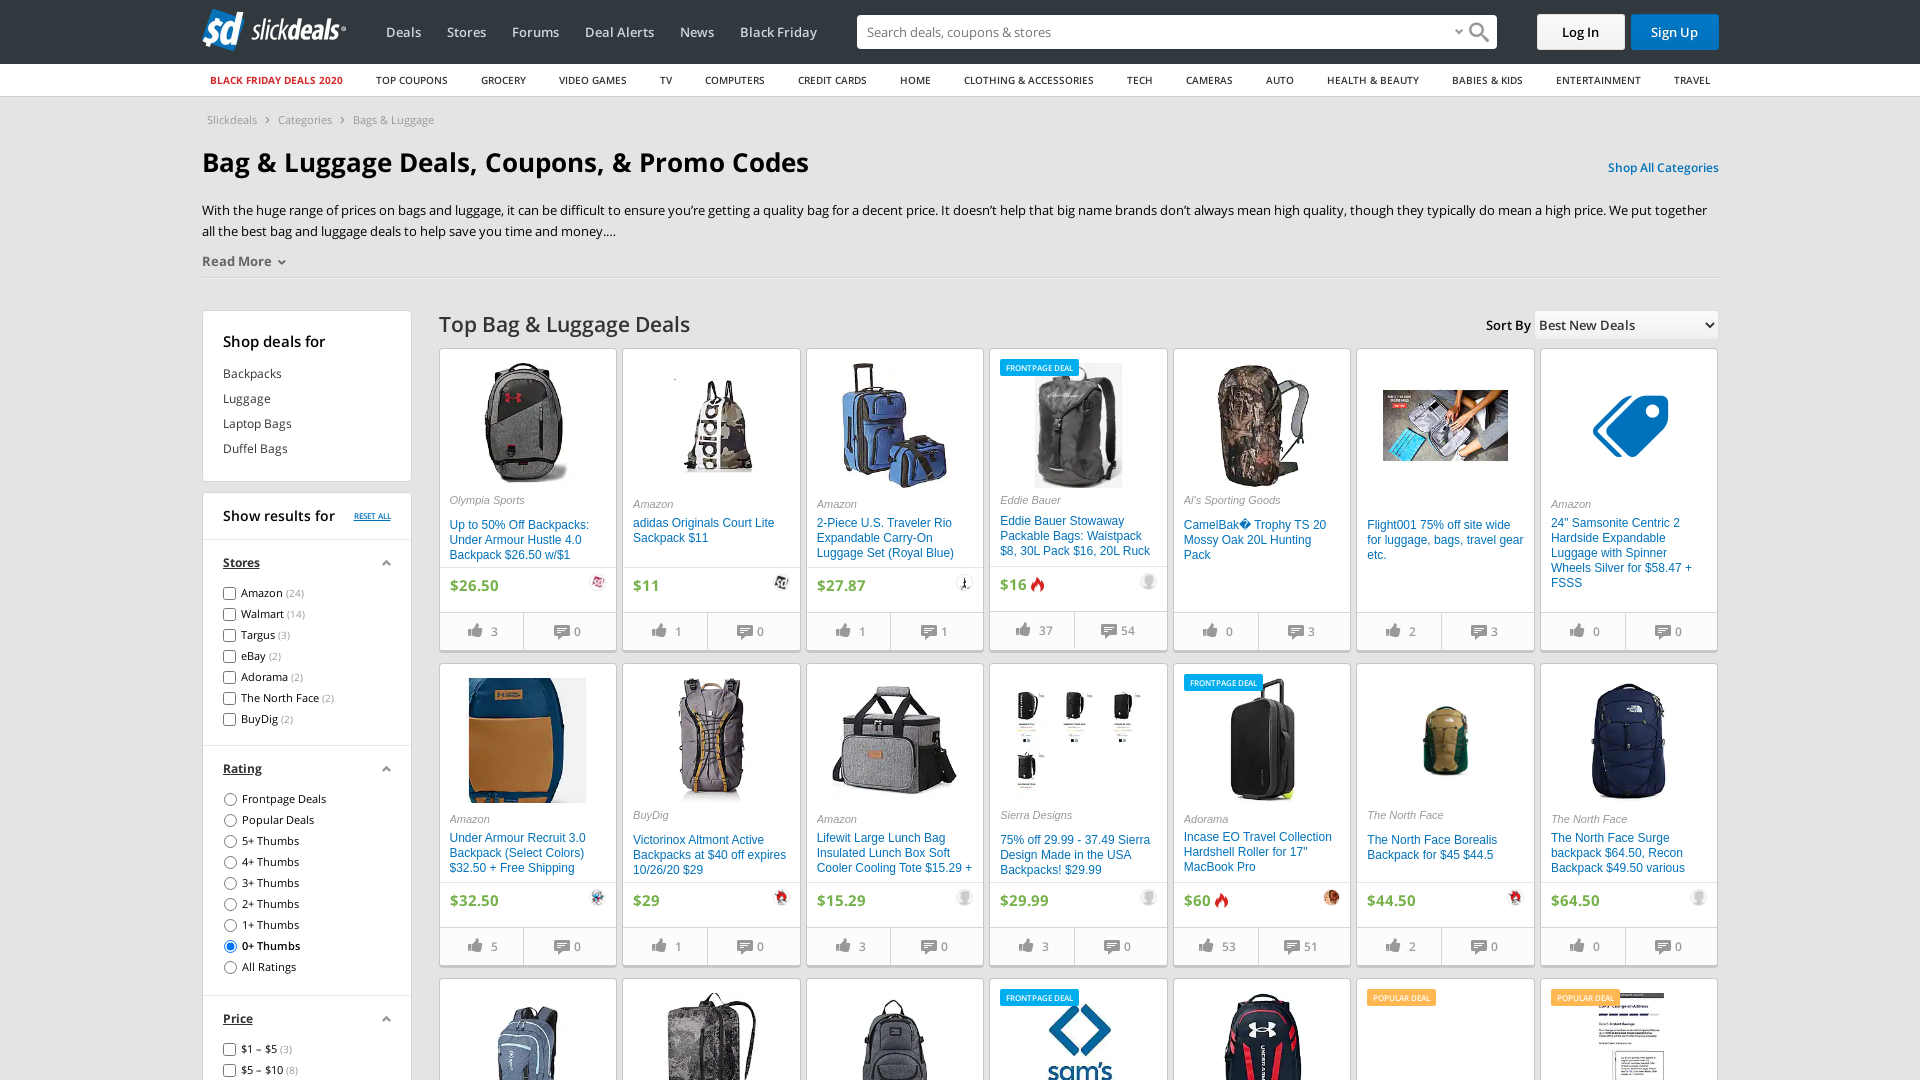 sd slickdeals
Deals
Stores
Forums
Deal Alerts
News
Black Friday
Search deals, coupons & stores
Log In
Sign Up
BLACK FRIDAY DEALS 2020
TOP COUPONS
GROCERY
VIDEO GAMES
TV
COMPUTERS
CREDIT CARDS
HOME
CLOTHING & ACCESSORIES
TECH
CAMERAS
AUTO
HEALTH & BEAUTY
BABIES & KIDS
ENTERTAINMENT
TRAVEL
Slickdeals > Categories > Bags & Luggage
Bag & Luggage Deals, Coupons, & Promo Codes
Shop All Categories
With the huge range of prices on bags and luggage, it can be difficult to ensure you’re getting a quality bag for a decent price. It doesn’t help that big name brands don’t always mean high quality, though they typically do mean a high price. We put together
all the best bag and luggage deals to help save you time and money....
Read More
Shop deals for
Backpacks
Luggage
Laptop Bags
Duffel Bags
Show results for
RESET ALL
Stores
Amazon (24)
Walmart (14)
Targus (3)
eBay (2)
Adorama (2)
The North Face (2)
BuyDig (2)
Rating
Frontpage Deals
Popular Deals
5+ Thumbs
4+ Thumbs
3+ Thumbs
2+ Thumbs
1+ Thumbs
0+ Thumbs
All Ratings
Price
$1 – $5 (3)
$5 – $10 (8)
Top Bag & Luggage Deals
Sort By
Best New Deals
Olympia Sports
Up to 50% Off Backpacks:
Under Armour Hustle 4.0
Backpack $26.50 w/$1
$26.50
3
0
adidas
Amazon
adidas Originals Court Lite
Sackpack $11
$11
1
0
Amazon
2-Piece U.S. Traveler Rio
Expandable Carry-On
Luggage Set (Royal Blue)
$27.87
1
1
FRONTPAGE DEAL
Eddie Bauer
Eddie Bauer Stowaway
Packable Bags: Waistpack
$8, 30L Pack $16, 20L Ruck
$16
37
54
Al's Sporting Goods
CamelBak� Trophy TS 20
Mossy Oak 20L Hunting
Pack
0
3
Flight001 75% off site wide
for luggage, bags, travel gear
etc.
2
3
Amazon
24" Samsonite Centric 2
Hardside Expandable
Luggage with Spinner
Wheels Silver for $58.47 +
FSSS
0
0
Amazon
Under Armour Recruit 3.0
Backpack (Select Colors)
$32.50 + Free Shipping
$32.50
5
0
BuyDig
Victorinox Altmont Active
Backpacks at $40 off expires
10/26/20 $29
$29
1
0
Amazon
Lifewit Large Lunch Bag
Insulated Lunch Box Soft
Cooler Cooling Tote $15.29 +
$15.29
3
0
Sierra Designs
75% off 29.99 - 37.49 Sierra
Design Made in the USA
Backpacks! $29.99
$29.99
3
0
FRONTPAGE DEAL
Adorama
Incase EO Travel Collection
Hardshell Roller for 17"
MacBook Pro
$60
53
51
The North Face
The North Face Borealis
Backpack for $45 $44.5
$44.50
2
0
The North Face
The North Face Surge
backpack $64.50, Recon
Backpack $49.50 various
$64.50
0
0
FRONTPAGE DEAL
sam's
POPULAR DEAL
POPULAR DEAL